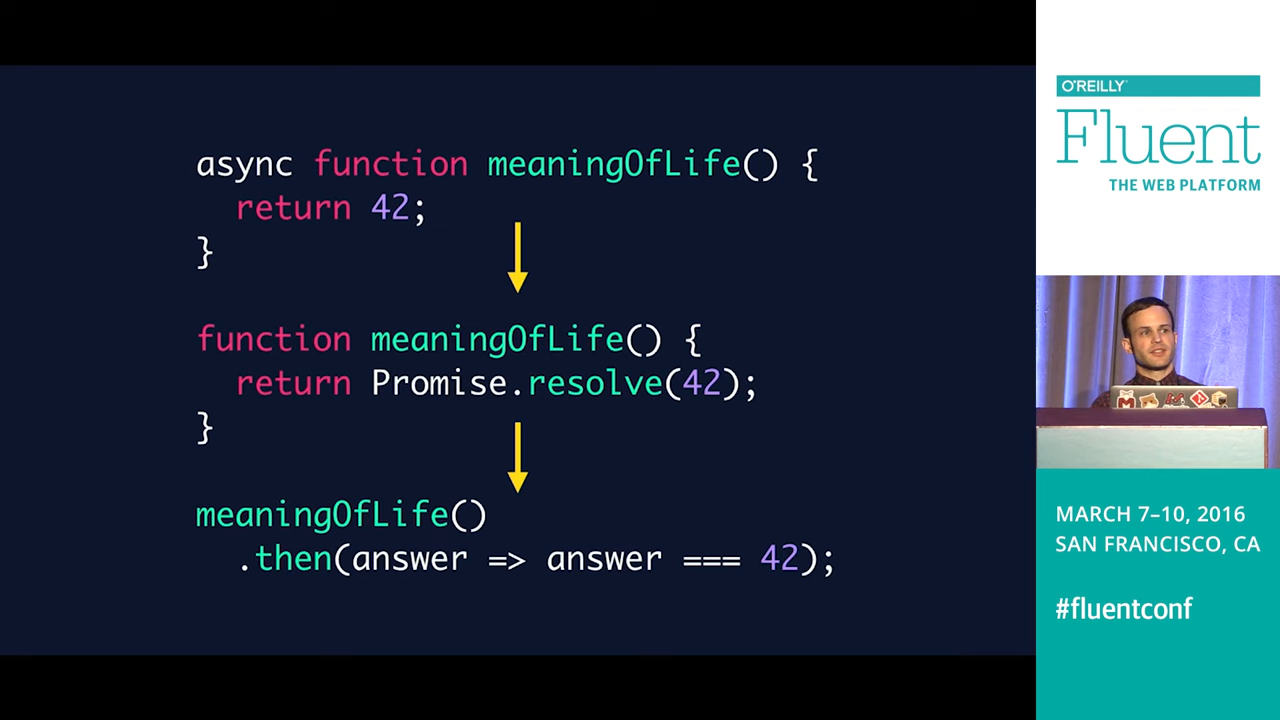 async function meaningOfLife() {
  return 42;
}
function meaningOfLife() {
  return Promise.resolve(42);
}
meaningOfLife()
  .then(answer => answer === 42);
O'REILLY
Fluent
THE WEB PLATFORM
MARCH 7–10, 2016
SAN FRANCISCO, CA
#fluentconf